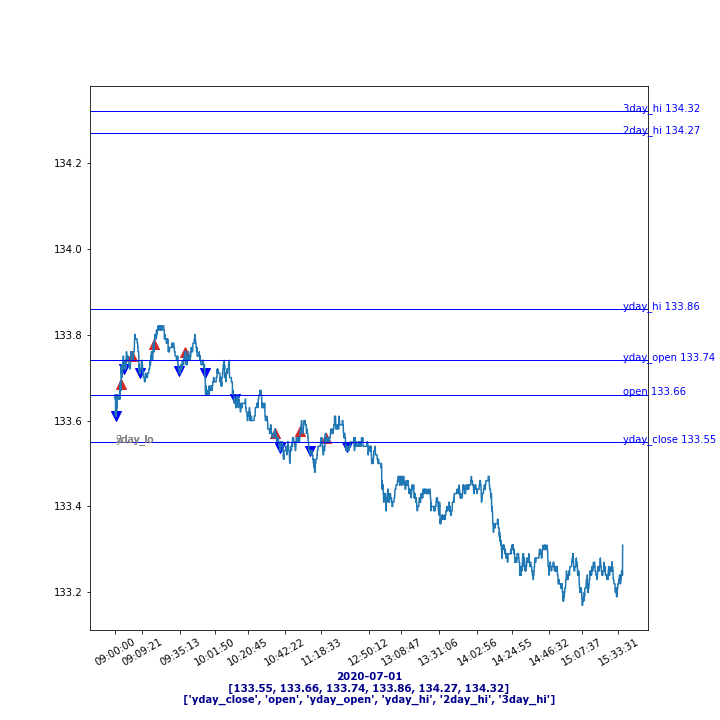 3day_hi 134.32
2day_hi 134.27
134.2
134.0
yday_hi 133.86
133.8
yday_open 133.74
open 133.66
133.6
day_lo
yday_close 133.55
133.4
133.2
09:00:00 09:09:21 09:35:13 10:01:50 10:20:45 10:42:22 11:18:33 12:50:12 13:08:47 13:31:06 14:02:56 14:24:55 14:46:32 15:07:37 15:33:31
2020-07-01
[133.55, 133.66, 133.74, 133.86, 134.27, 134.32]
['yday_close', 'open', 'yday_open', 'yday_hi', '2day_hi', '3day_hi']